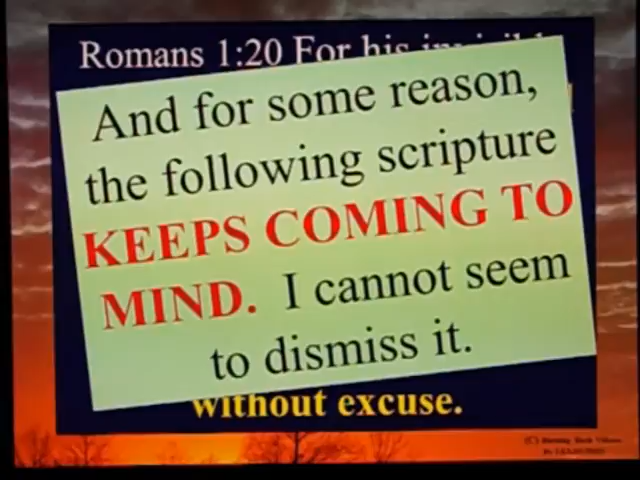 Romans 1:20 For his
And for some reason,
the following scripture
KEEPS COMING TO
MIND. I cannot seem
to dismiss it.
without excuse.